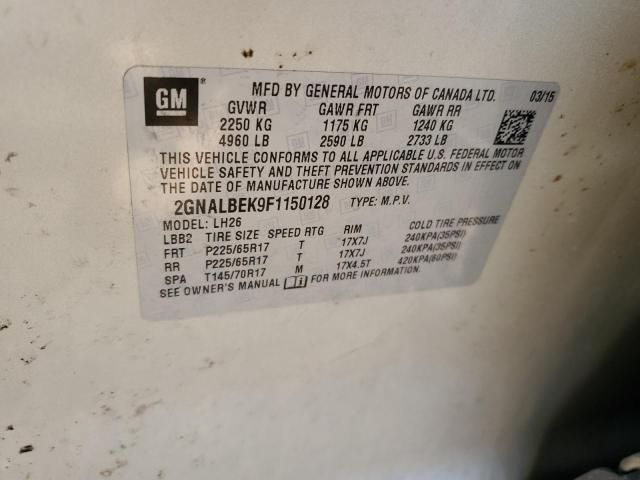 GM
®
MFD BY GENERAL MOTORS OF CANADA LTD. 03/15
GVWR GAWR FRT GAWR RR
2250 KG 1175 KG 1240 KG
4960 LB 2590 LB 2733 LB
THIS VEHICLE CONFORMS TO ALL APPLICABLE U.S. FEDERAL MOTOR
VEHICLE SAFETY AND THEFT PREVENTION STANDARDS IN EFFECT ON
THE DATE OF MANUFACTURE SHOWN ABOVE.
2GNALBEK9F1150128 TYPE: M.P.V.
MODEL: LH26
LBB2 TIRE SIZE SPEED RTG RIM COLD TIRE PRESSURE
FRT P225/65R17 T 17X7J 240KPA(35PSI)
RR P225/65R17 T 17X7J 240KPA(35PSI)
SPA T145/70R17 M 17X4.5T 420KPA(60PSI)
SEE OWNER'S MANUAL FOR MORE INFORMATION.